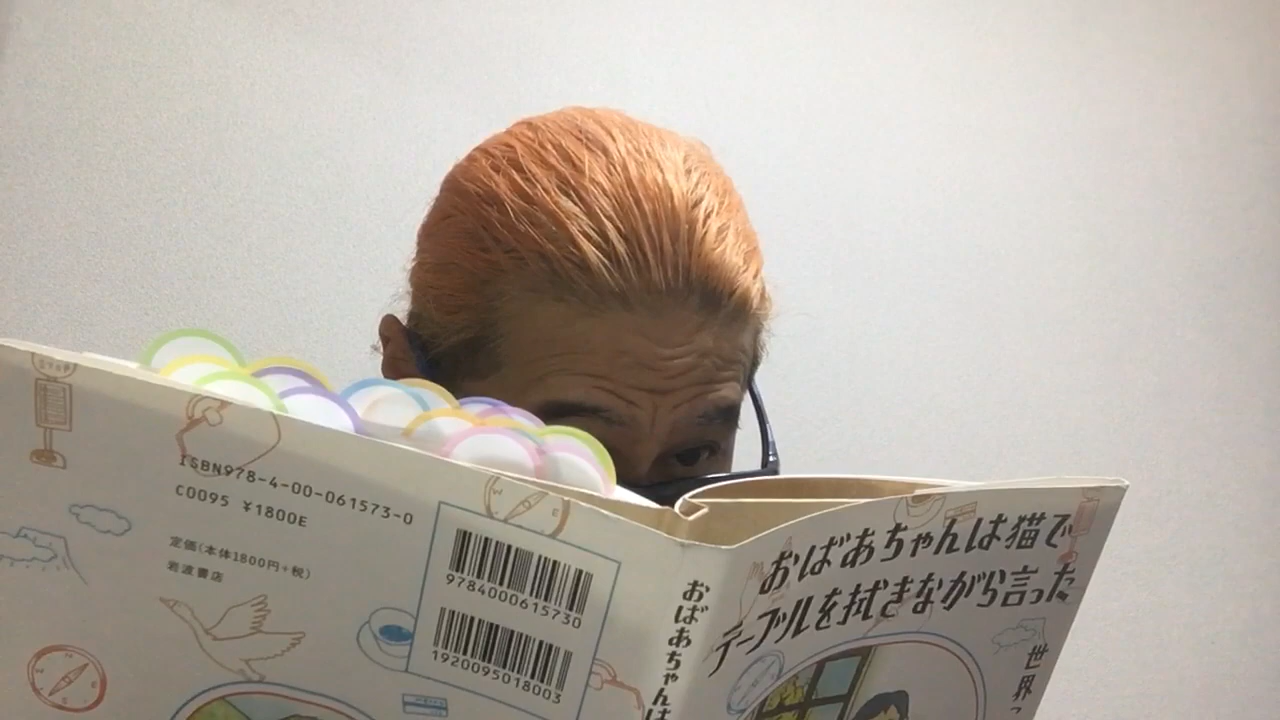 ISBN978-4-00-061573-0
C0095 ¥1800E
定価(本体1800円+税)
岩波書店
9784000615730
1920095018003
おばあちゃんは
おばあちゃんは猫で
テーブルを拭きながら言った
世界